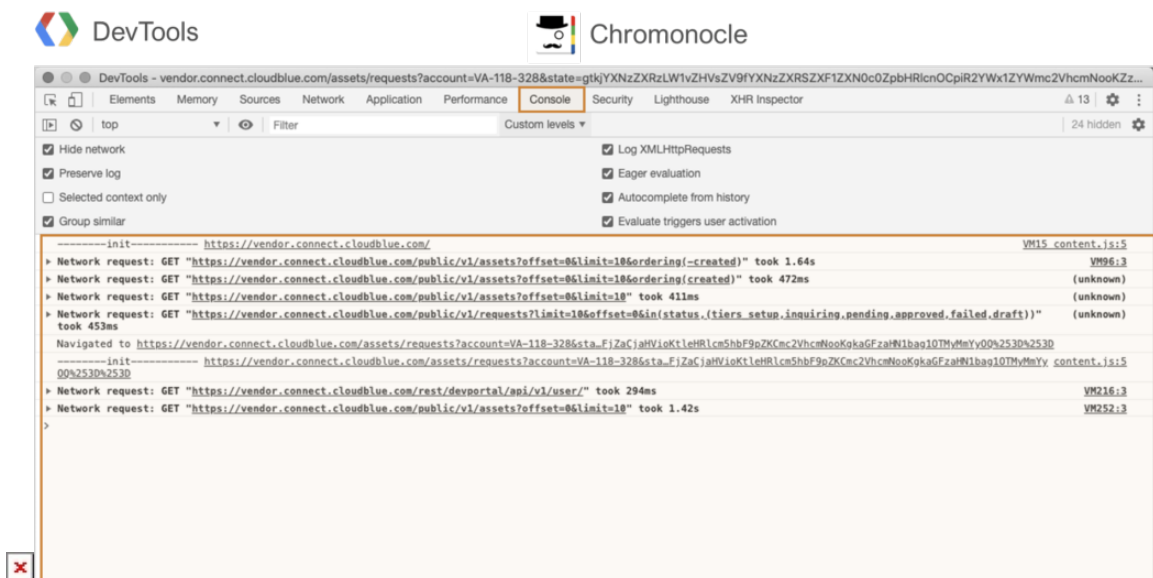 DevTools
Chromonocle
DevTools - vendor.connect.cloudblue.com/assets/requests?account=VA-118-328&state=gtkjYXNzZXRzLW1vZHVsZV9fYXNzZXRSZXF1ZXN0c0ZpbHRlcnOCpiR2YWx1ZYWmc2VhcmNooKZz...
Elements Memory Sources Network Application Performance Console Security Lighthouse XHR Inspector 13
top Filter Custom levels 24 hidden
Hide network
Log XMLHttpRequests
Preserve log
Eager evaluation
Selected context only
Autocomplete from history
Group similar
Evaluate triggers user activation
--------init----------- https://vendor.connect.cloudblue.com/ VM15 content.js:5
Network request: GET "https://vendor.connect.cloudblue.com/public/v1/assets?offset=0&limit=10&ordering(-created)" took 1.64s VM96:3
Network request: GET "https://vendor.connect.cloudblue.com/public/v1/assets?offset=0&limit=10&ordering(created)" took 472ms (unknown)
Network request: GET "https://vendor.connect.cloudblue.com/public/v1/assets?offset=0&limit=10" took 411ms (unknown)
Network request: GET "https://vendor.connect.cloudblue.com/public/v1/requests?limit=10&offset=0&in(status,(tiers_setup,inquiring,pending,approved,failed,draft))" (unknown)
took 453ms
Navigated to https://vendor.connect.cloudblue.com/assets/requests?account=VA-118-328&sta…FjZaCjaHVioKtleHRlcm5hbF9pZKCmc2VhcmNooKgkaGFzaHN1bag1OTMyMmYyOQ%253D%253D
--------init----------- https://vendor.connect.cloudblue.com/assets/requests?account=VA-118-328&sta…FjZaCjaHVioKtleHRlcm5hbF9pZKCmc2VhcmNooKgkaGFzaHN1bag1OTMyMmYy content.js:5
OQ%253D%253D
Network request: GET "https://vendor.connect.cloudblue.com/rest/devportal/api/v1/user/" took 294ms VM216:3
Network request: GET "https://vendor.connect.cloudblue.com/public/v1/assets?offset=0&limit=10" took 1.42s VM252:3